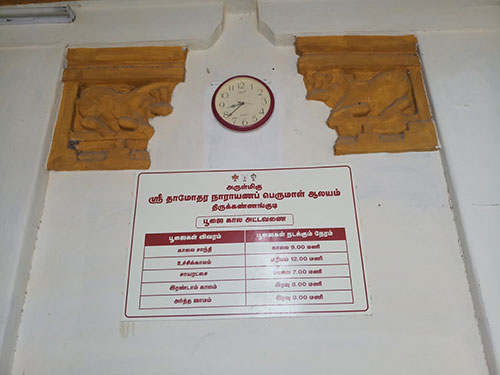 அருள்மிகு
ஸ்ரீ தாமோதர நாராயணப் பெருமாள் ஆலயம்
திருக்கண்ணங்குடி
பூஜை கால அட்டவணை
பூஜைகள் விவரம் பூஜைகள் நடக்கும் நேரம்
காலை சாந்தி காலை 9.00 மணி
உச்சிக்காலம் மதியம் 12.00 மணி
சாயரட்சை மாலை 7.00 மணி
இரண்டாம் காலம் இரவு 8.00 மணி
அர்த்த ஜாமம் இரவு 9.00 மணி